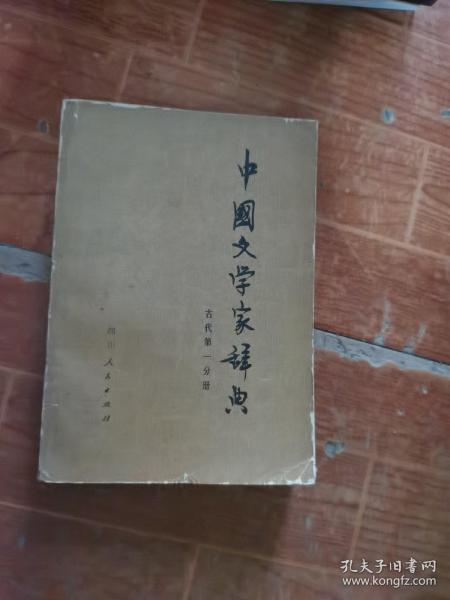 中國文学家辞典
古代第一分册
四川人民出版社
孔夫子旧书网
www.kongfz.com